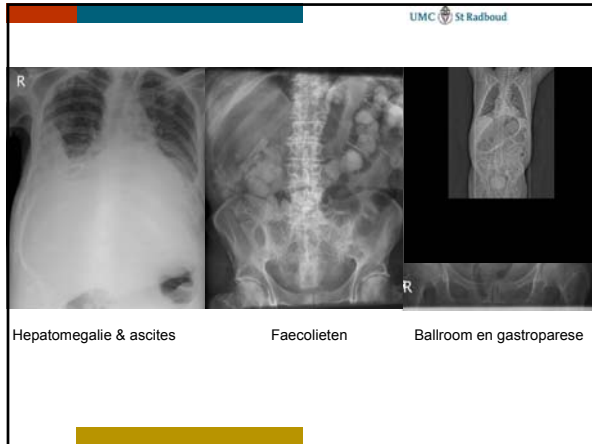 UMC St Radboud
R
R
Hepatomegalie & ascites
Faecolieten
Ballroom en gastroparese